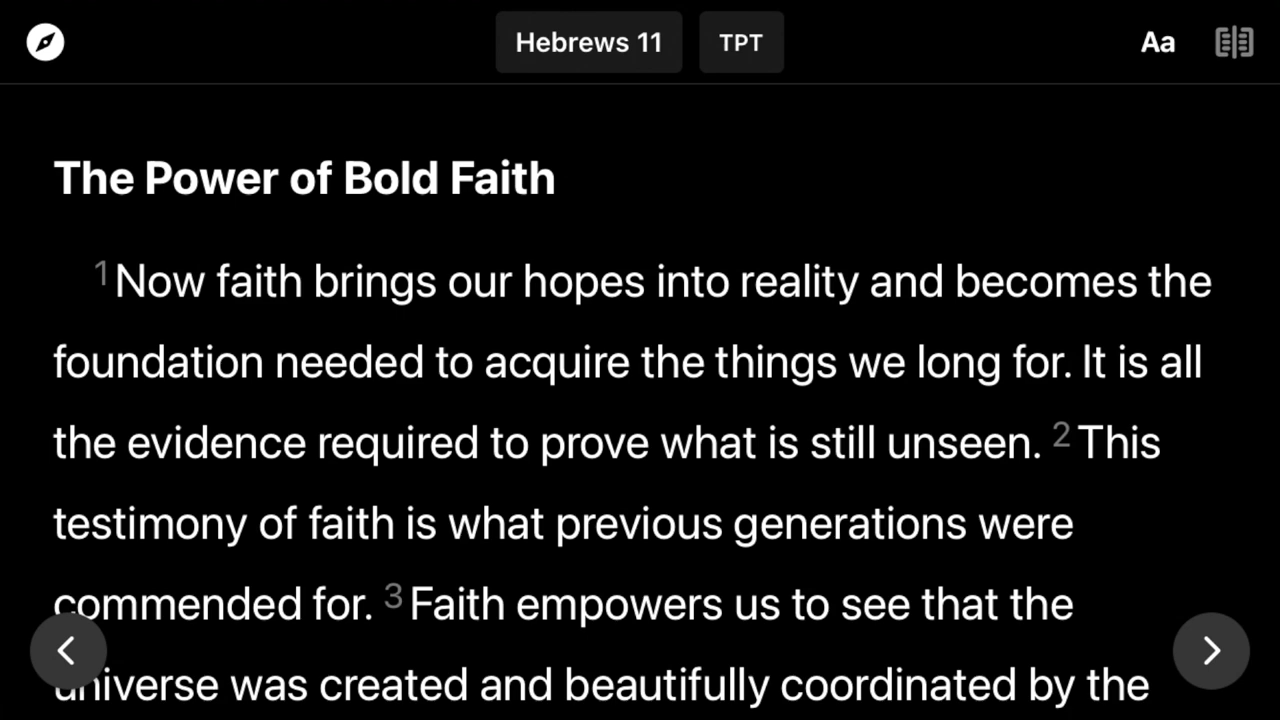 Hebrews 11 TPT Aa
The Power of Bold Faith
1 Now faith brings our hopes into reality and becomes the
foundation needed to acquire the things we long for. It is all
the evidence required to prove what is still unseen. 2 This
testimony of faith is what previous generations were
commended for. 3 Faith empowers us to see that the
universe was created and beautifully coordinated by the